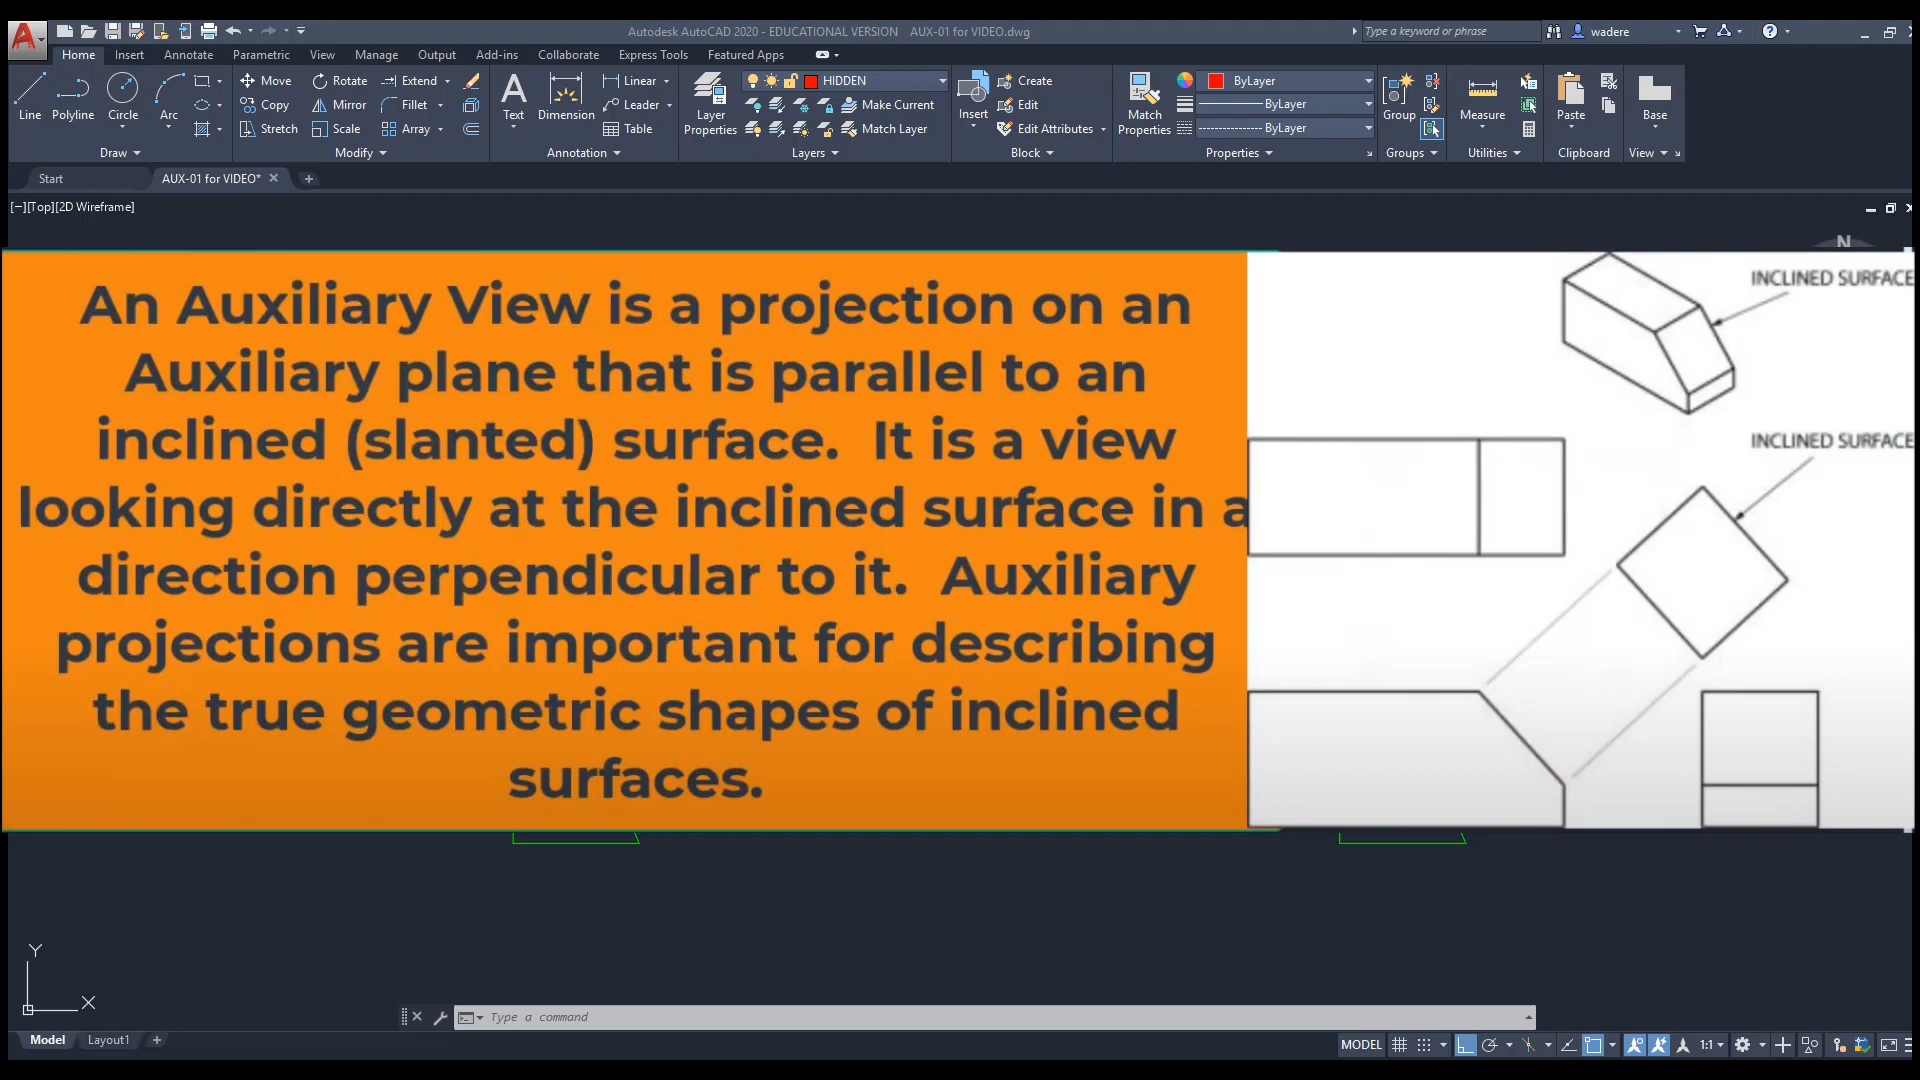 Autodesk AutoCAD 2020 - EDUCATIONAL VERSION AUX-01 for VIDEO.dwg
Type a keyword or phrase
wadere
Home Insert Annotate Parametric View Manage Output Add-ins Collaborate Express Tools Featured Apps
Line
Polyline
Circle
Arc
Move
Rotate
Extend
Copy
Mirror
Fillet
Stretch
Scale
Array
Text
Dimension
Linear
Leader
Table
Layer
Properties
HIDDEN
Make Current
Match Layer
Insert
Create
Edit
Edit Attributes
Match
Properties
ByLayer
ByLayer
ByLayer
Group
Measure
Paste
Base
Draw
Modify
Annotation
Layers
Block
Properties
Groups
Utilities
Clipboard
View
Start
AUX-01 for VIDEO*
[−][Top][2D Wireframe]
N
An Auxiliary View is a projection on an
Auxiliary plane that is parallel to an
inclined (slanted) surface. It is a view
looking directly at the inclined surface in a
direction perpendicular to it. Auxiliary
projections are important for describing
the true geometric shapes of inclined
surfaces.
INCLINED SURFACE
INCLINED SURFACE
Y
X
Type a command
Model
Layout1
MODEL
1:1